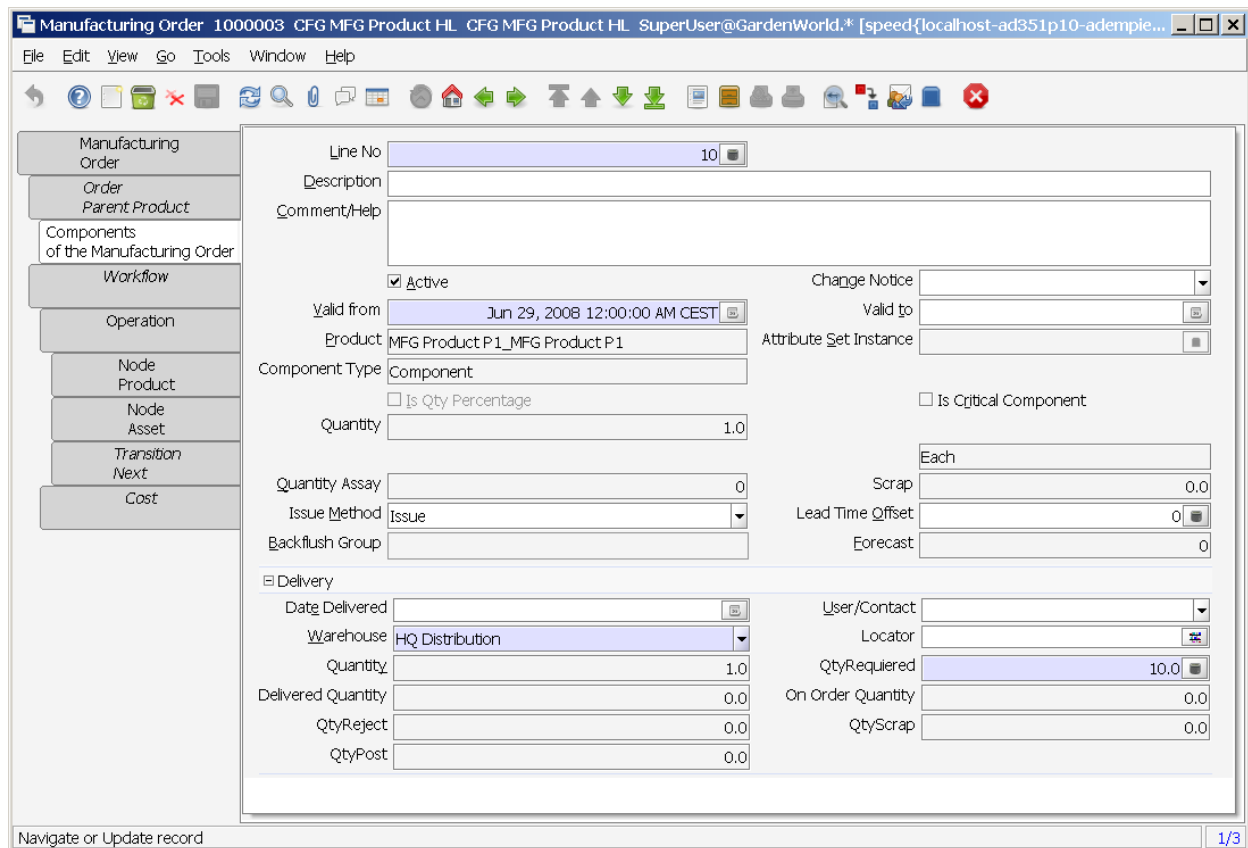 Manufacturing Order 1000003 CFG MFG Product HL CFG MFG Product HL SuperUser@GardenWorld.* [speed{localhost-ad351p10-adempie...
File Edit View Go Tools Window Help
Manufacturing
Order
Order
Parent Product
Components
of the Manufacturing Order
Workflow
Operation
Node
Product
Node
Asset
Transition
Next
Cost
Line No 10
Description
Comment/Help
Active Change Notice
Valid from Jun 29, 2008 12:00:00 AM CEST Valid to
Product MFG Product P1_MFG Product P1 Attribute Set Instance
Component Type Component
Is Qty Percentage Is Critical Component
Quantity 1.0
Each
Quantity Assay 0 Scrap 0.0
Issue Method Issue Lead Time Offset 0
Backflush Group Forecast 0
Delivery
Date Delivered User/Contact
Warehouse HQ Distribution Locator
Quantity 1.0 QtyRequiered 10.0
Delivered Quantity 0.0 On Order Quantity 0.0
QtyReject 0.0 QtyScrap 0.0
QtyPost 0.0
Navigate or Update record 1/3